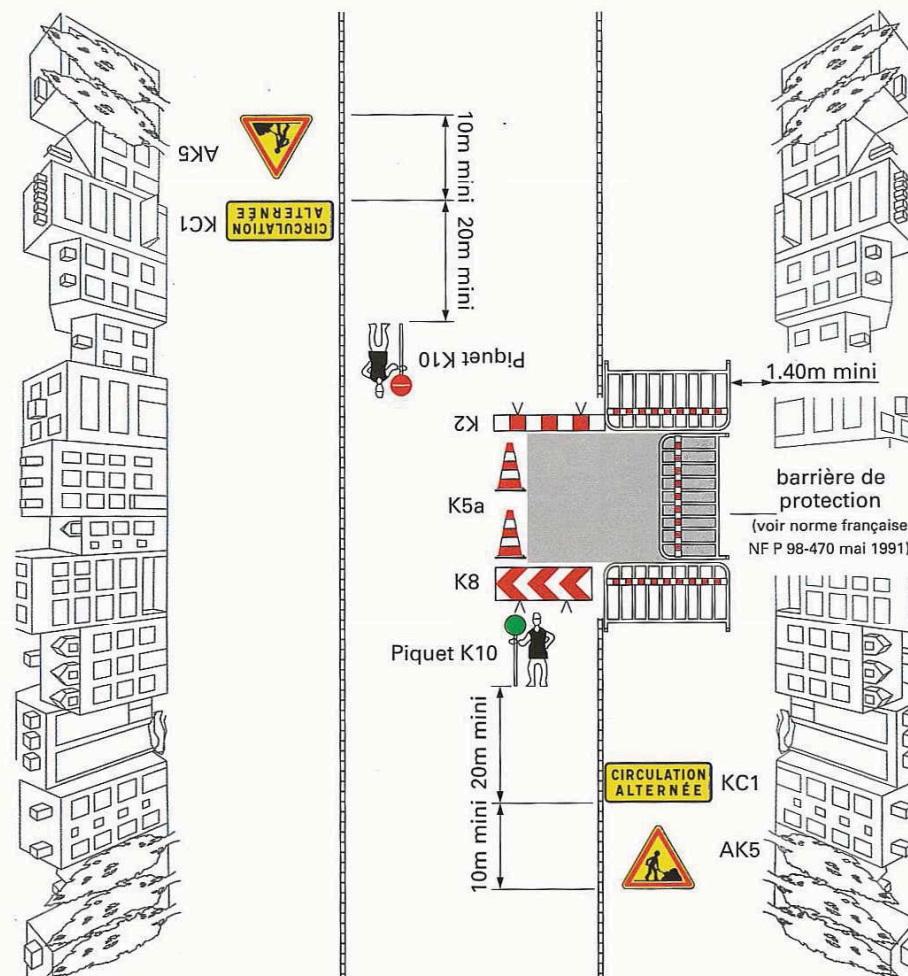 10m mini
AK5
KC1
CIRCULATION
ALTERNÉE
20m mini
Piquet K10
1.40m mini
K2
barrière de
protection
(voir norme française
NF P 98-470 mai 1991)
K5a
K8
Piquet K10
20m mini
CIRCULATION
ALTERNÉE
KC1
10m mini
AK5